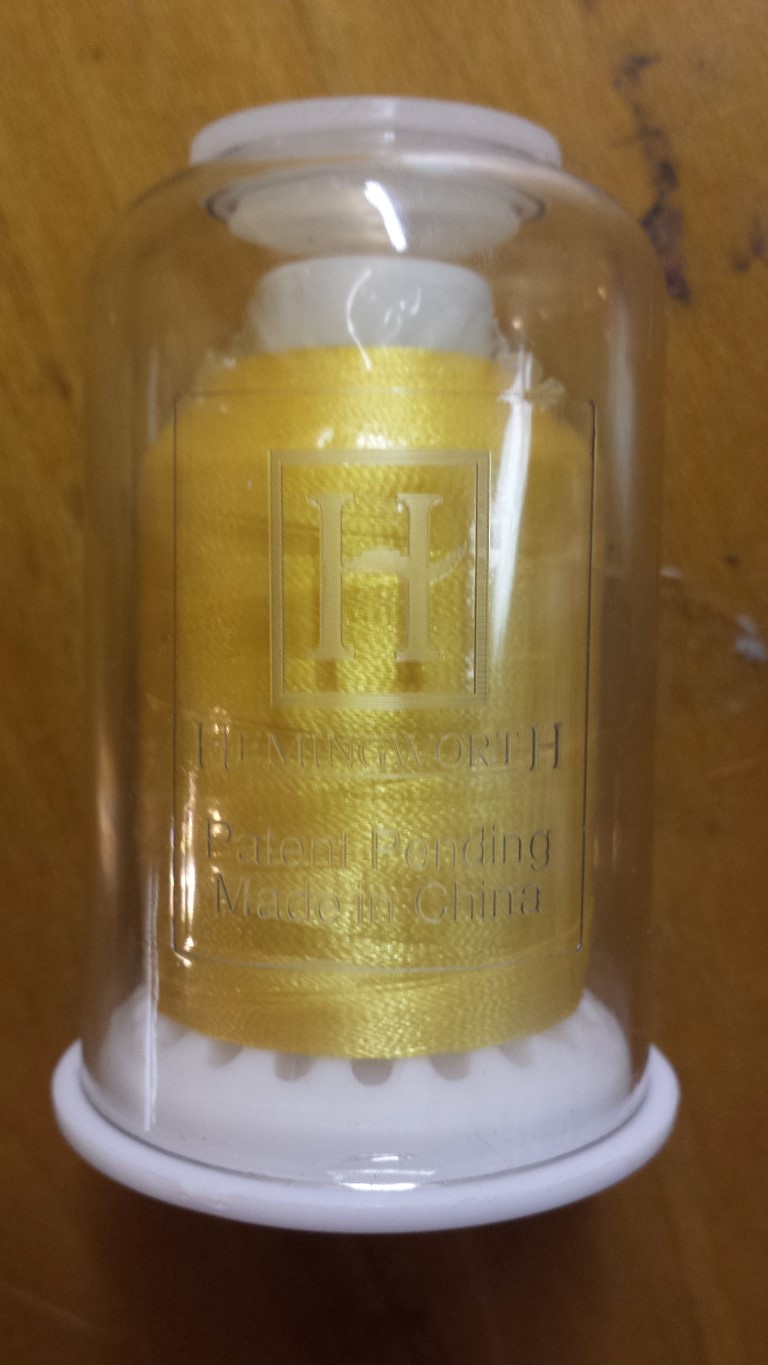 H
HEMINGWORTH
Patent Pending
Made in China